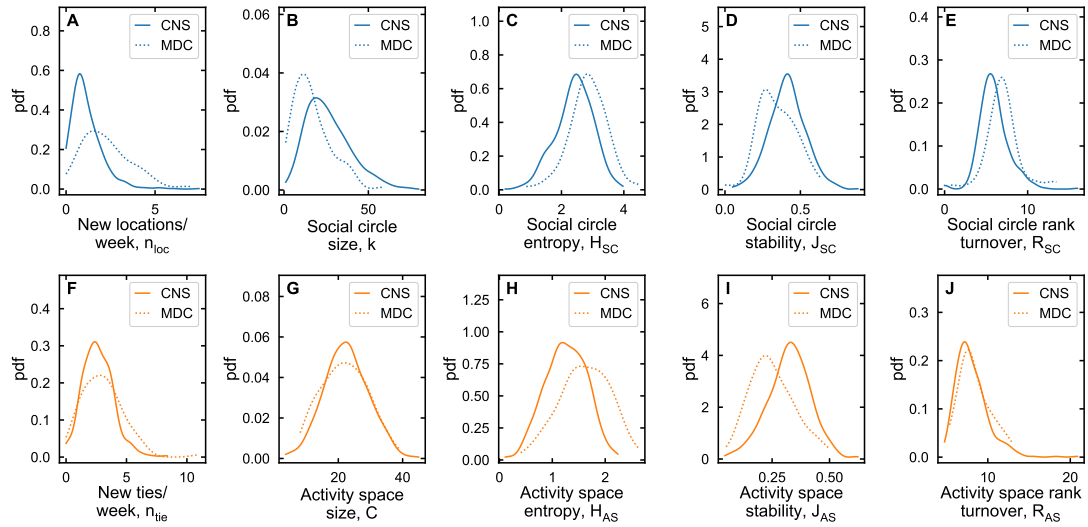 A
CNS
MDC
pdf
0.8
0.6
0.4
0.2
0.0
0
5
New locations/
week, n_loc
B
CNS
MDC
0.06
0.04
0.02
0.00
0
50
Social circle
size, k
C
CNS
MDC
pdf
1.0
0.8
0.6
0.4
0.2
0.0
0
2
4
Social circle
entropy, H_SC
D
CNS
MDC
pdf
5
4
3
2
1
0
0.0
0.5
Social circle
stability, J_SC
E
CNS
MDC
pdf
0.3
0.2
0.1
0.0
0
5
10
15
Social circle rank
turnover, R_SC
F
CNS
MDC
pdf
0.4
0.3
0.2
0.1
0.0
0
5
10
New ties/
week, n_tie
G
CNS
MDC
pdf
0.08
0.06
0.04
0.02
0.00
20
40
Activity space
size, C
H
CNS
MDC
pdf
1.50
1.25
1.00
0.75
0.50
0.25
0.00
0
1
2
Activity space
entropy, H_AS
I
CNS
MDC
pdf
6
4
2
0
0.25
0.50
Activity space
stability, J_AS
J
CNS
MDC
pdf
0.3
0.2
0.1
0.0
10
20
Activity space rank
turnover, R_AS